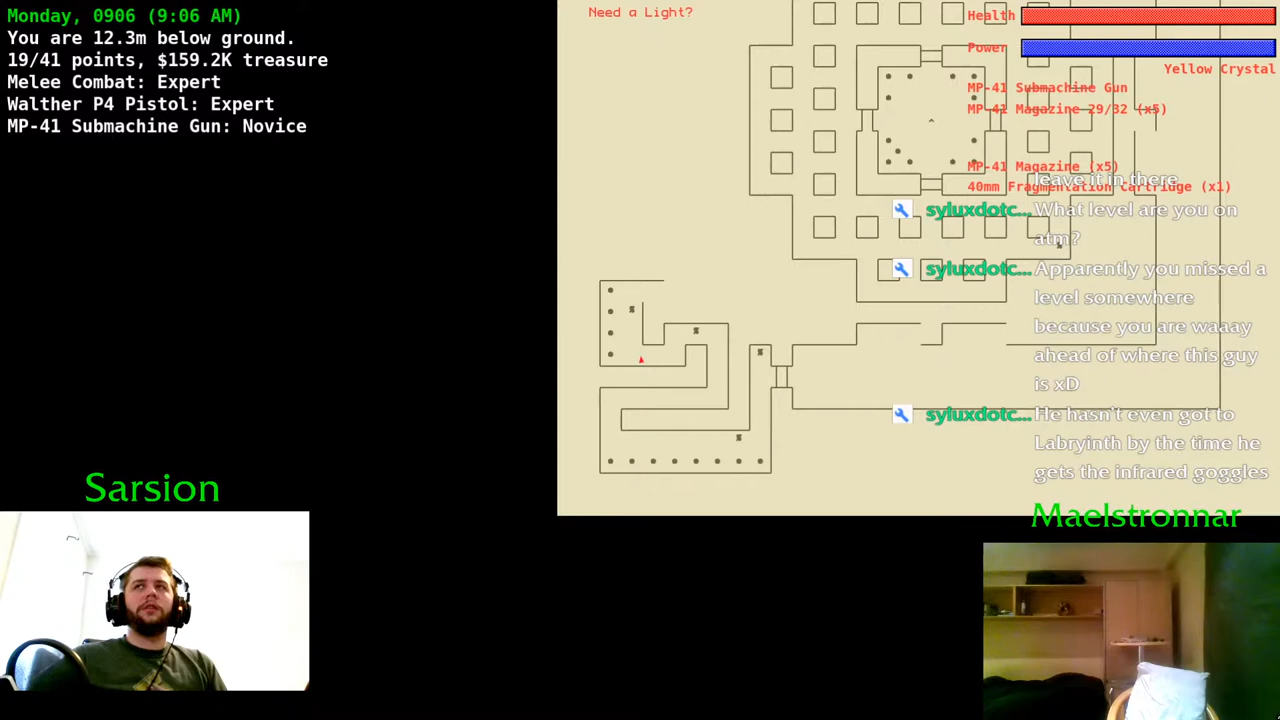 Monday, 0906 (9:06 AM)
You are 12.3m below ground.
19/41 points, $159.2K treasure
Melee Combat: Expert
Walther P4 Pistol: Expert
MP-41 Submachine Gun: Novice
Need a Light?
Health
Power
Yellow Crystal
MP-41 Submachine Gun
MP-41 Magazine 29/32 (x5)
MP-41 Magazine (x5)
40mm Fragmentation Cartridge (x1)
leave it in there
syluxdotc... What level are you on
atm?
syluxdotc... Apparently you missed a
level somewhere
because you are waaay
ahead of where this guy
is xD
syluxdotc... He hasn't even got to
Labryinth by the time he
gets the infrared goggles
Sarsion
Maelstronnar